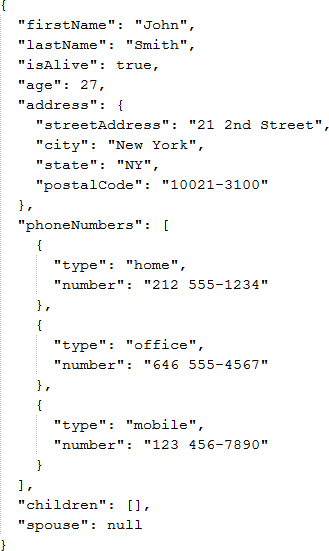 {
  "firstName": "John",
  "lastName": "Smith",
  "isAlive": true,
  "age": 27,
  "address": {
    "streetAddress": "21 2nd Street",
    "city": "New York",
    "state": "NY",
    "postalCode": "10021-3100"
  },
  "phoneNumbers": [
    {
      "type": "home",
      "number": "212 555-1234"
    },
    {
      "type": "office",
      "number": "646 555-4567"
    },
    {
      "type": "mobile",
      "number": "123 456-7890"
    }
  ],
  "children": [],
  "spouse": null
}